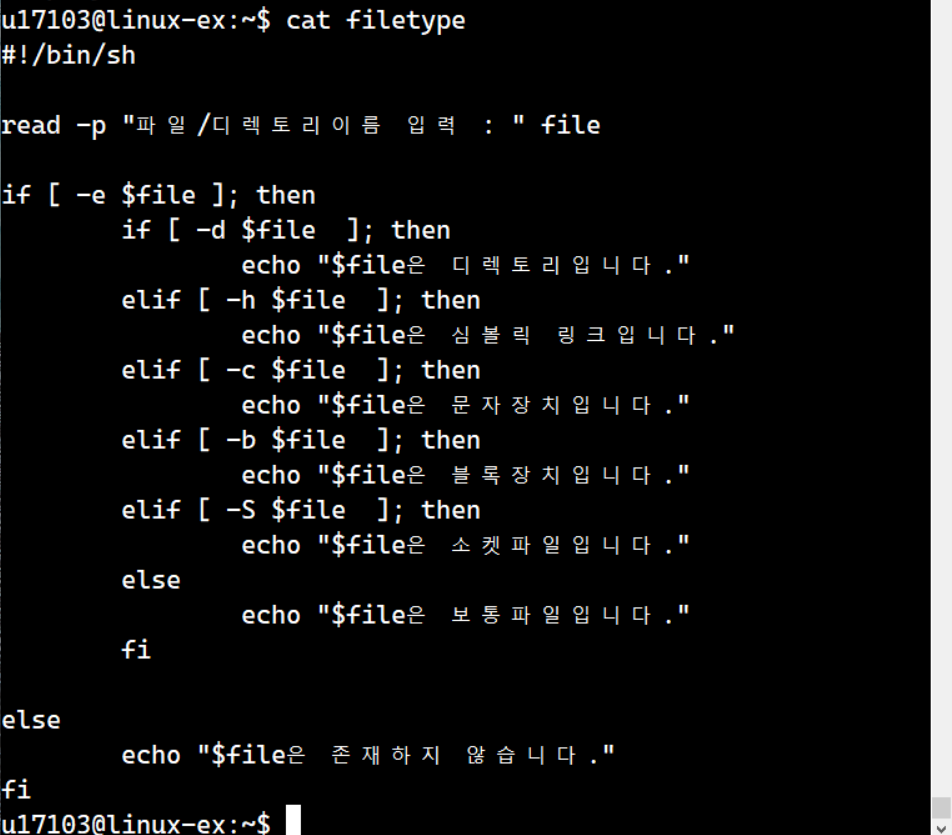 u17103@linux-ex:~$ cat filetype
#!/bin/sh
read -p "파일/디렉토리이름 입력 : " file
if [ -e $file ]; then
if [ -d $file  ]; then
echo "$file은 디렉토리입니다."
elif [ -h $file  ]; then
echo "$file은 심볼릭 링크입니다."
elif [ -c $file  ]; then
echo "$file은 문자장치입니다."
elif [ -b $file  ]; then
echo "$file은 블록장치입니다."
elif [ -S $file  ]; then
echo "$file은 소켓파일입니다."
else
echo "$file은 보통파일입니다."
fi
else
echo "$file은 존재하지 않습니다."
fi
u17103@linux-ex:~$